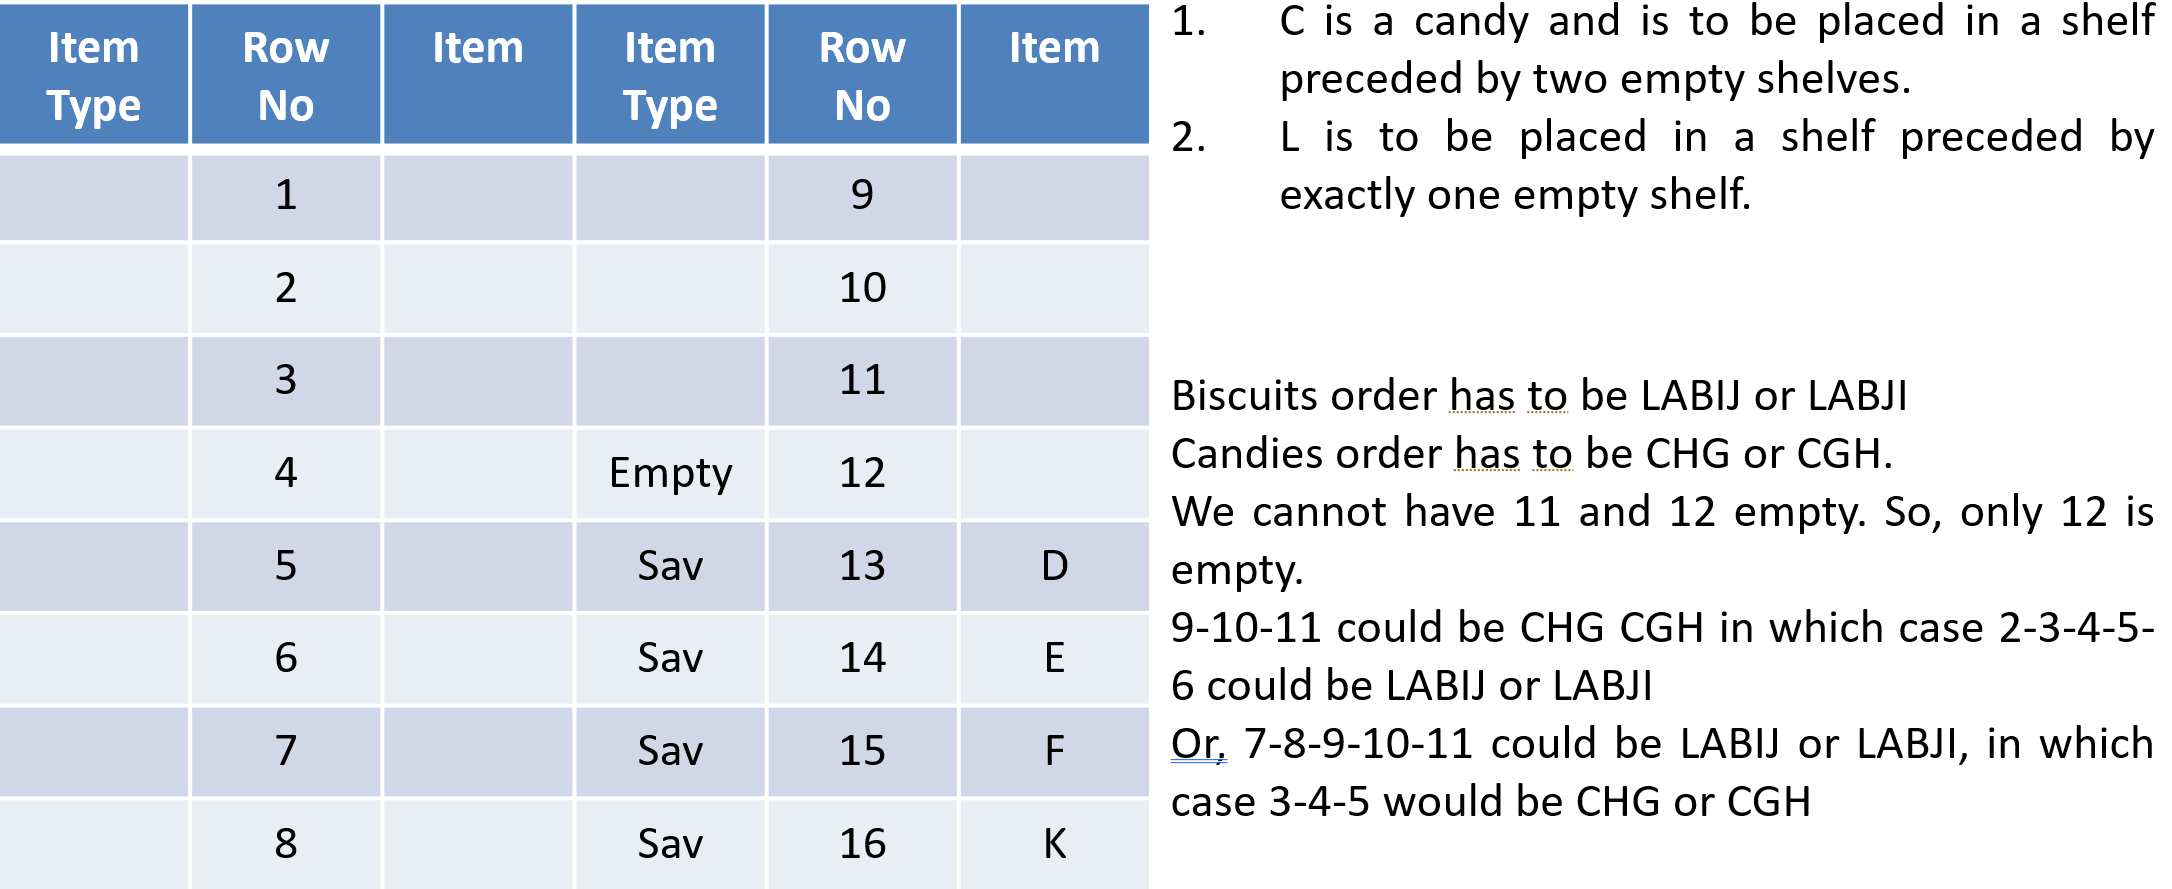 Item Type Row No Item Item Type Row No Item
1 9
2 10
3 11
4 Empty 12
5 Sav 13 D
6 Sav 14 E
7 Sav 15 F
8 Sav 16 K
1. C is a candy and is to be placed in a shelf
preceded by two empty shelves.
2. L is to be placed in a shelf preceded by
exactly one empty shelf.
Biscuits order has to be LABIJ or LABJI
Candies order has to be CHG or CGH.
We cannot have 11 and 12 empty. So, only 12 is
empty.
9-10-11 could be CHG CGH in which case 2-3-4-5-
6 could be LABIJ or LABJI
Or, 7-8-9-10-11 could be LABIJ or LABJI, in which
case 3-4-5 would be CHG or CGH